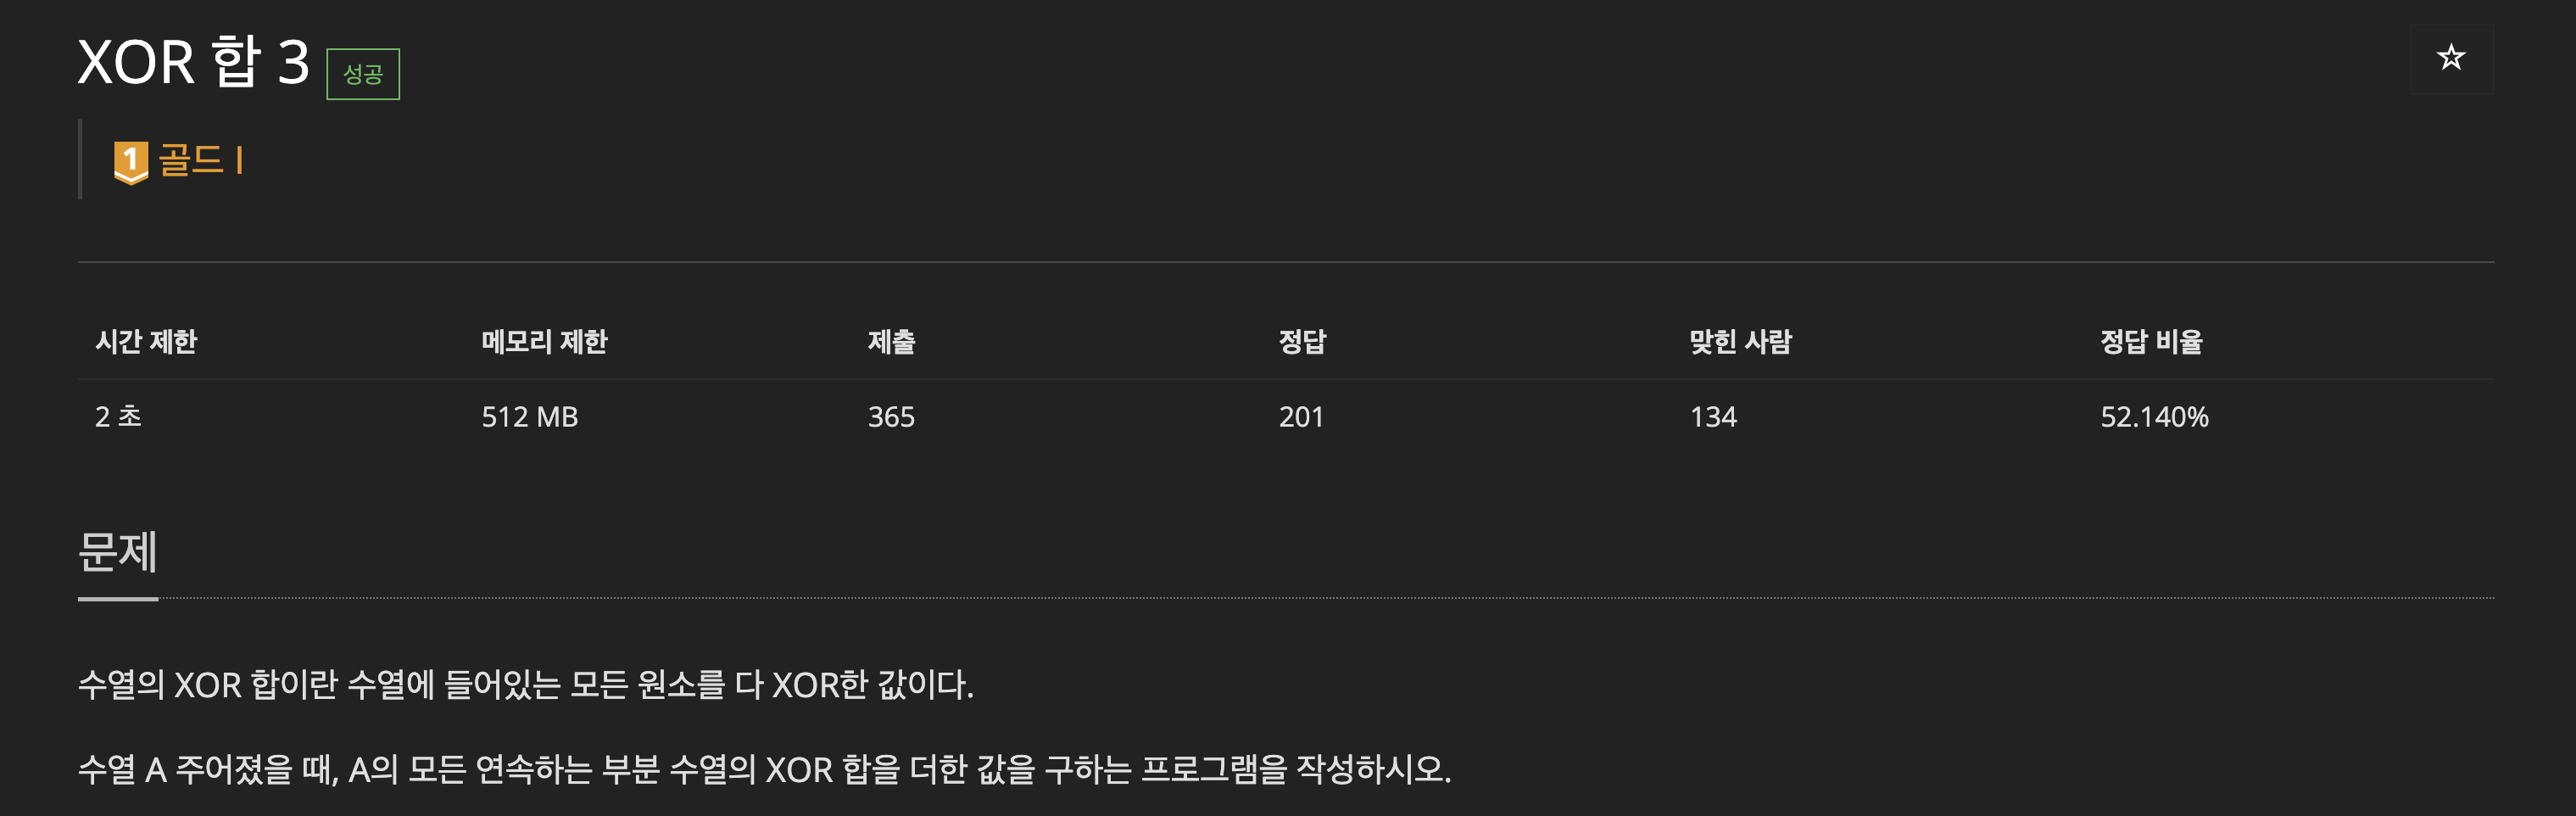 XOR 합 3 성공
1 골드 I
시간 제한 메모리 제한 제출 정답 맞힌 사람 정답 비율
2 초 512 MB 365 201 134 52.140%
문제
수열의 XOR 합이란 수열에 들어있는 모든 원소를 다 XOR한 값이다.
수열 A 주어졌을 때, A의 모든 연속하는 부분 수열의 XOR 합을 더한 값을 구하는 프로그램을 작성하시오.